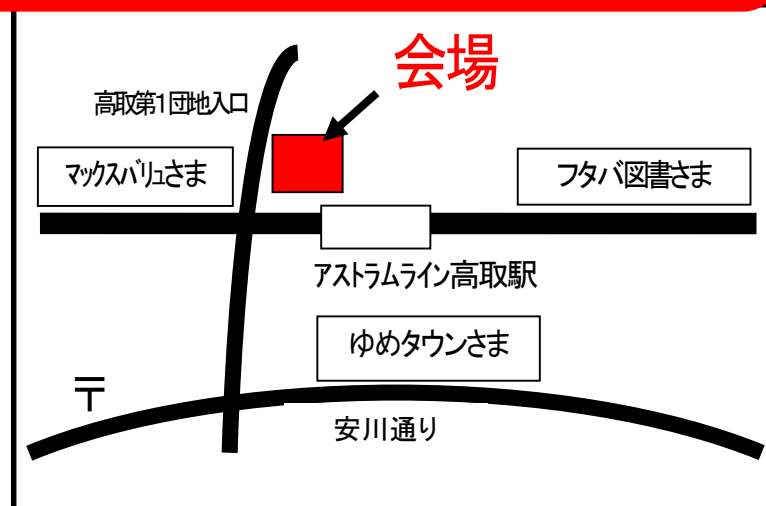 会場
高取第1団地入口
マックスバリュさま
フタバ図書さま
アストラムライン高取駅
ゆめタウンさま
〒
安川通り